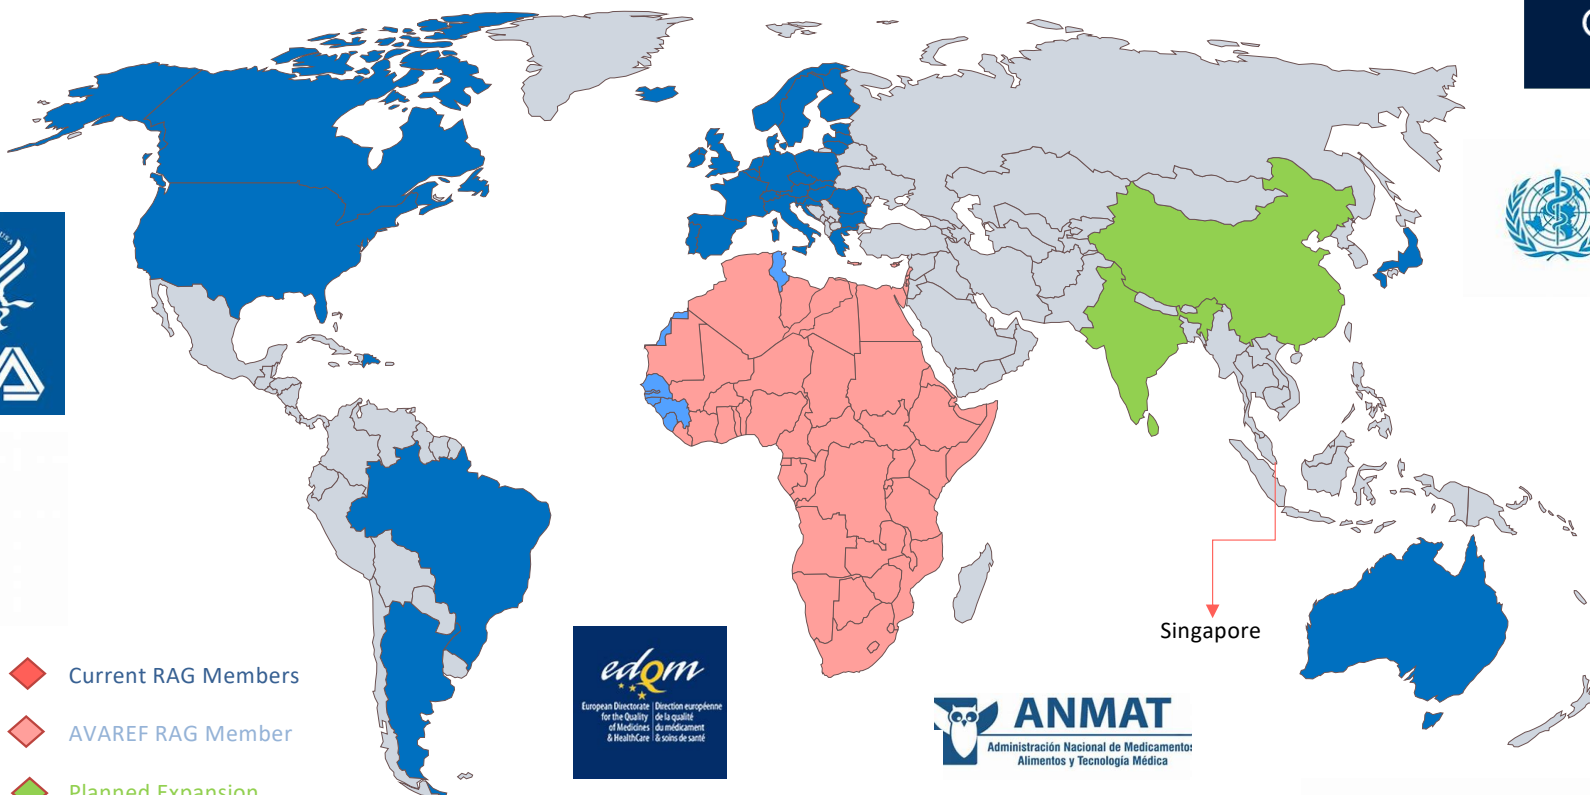 USA
Singapore
Current RAG Members
AVAREF RAG Member
Planned Expansion
edQm
European Directorate
for the Quality
of Medicines
& HealthCare
Direction européenne
de la qualité
du médicament
& soins de santé
ANMAT
Administración Nacional de Medicamentos
Alimentos y Tecnología Médica